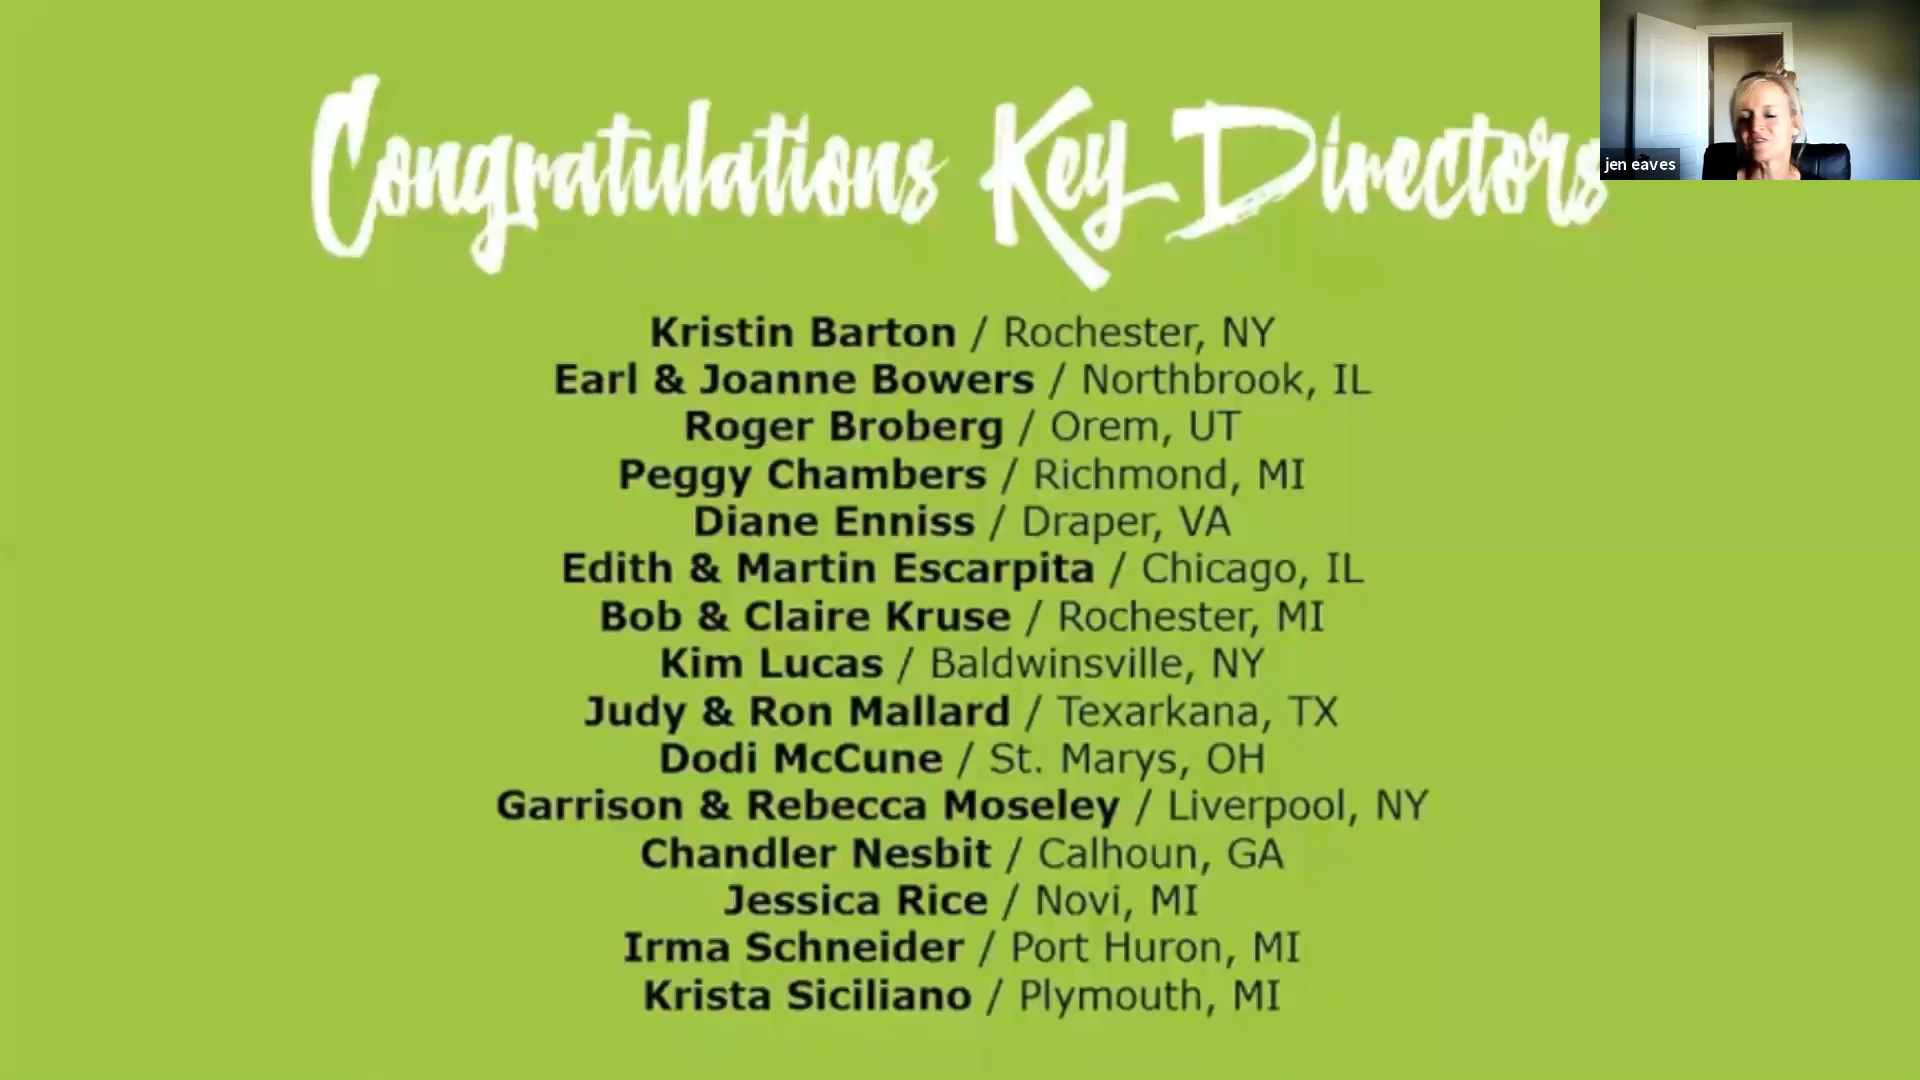 Congratulations Key Directors
jen eaves
Kristin Barton / Rochester, NY
Earl & Joanne Bowers / Northbrook, IL
Roger Broberg / Orem, UT
Peggy Chambers / Richmond, MI
Diane Enniss / Draper, VA
Edith & Martin Escarpita / Chicago, IL
Bob & Claire Kruse / Rochester, MI
Kim Lucas / Baldwinsville, NY
Judy & Ron Mallard / Texarkana, TX
Dodi McCune / St. Marys, OH
Garrison & Rebecca Moseley / Liverpool, NY
Chandler Nesbit / Calhoun, GA
Jessica Rice / Novi, MI
Irma Schneider / Port Huron, MI
Krista Siciliano / Plymouth, MI